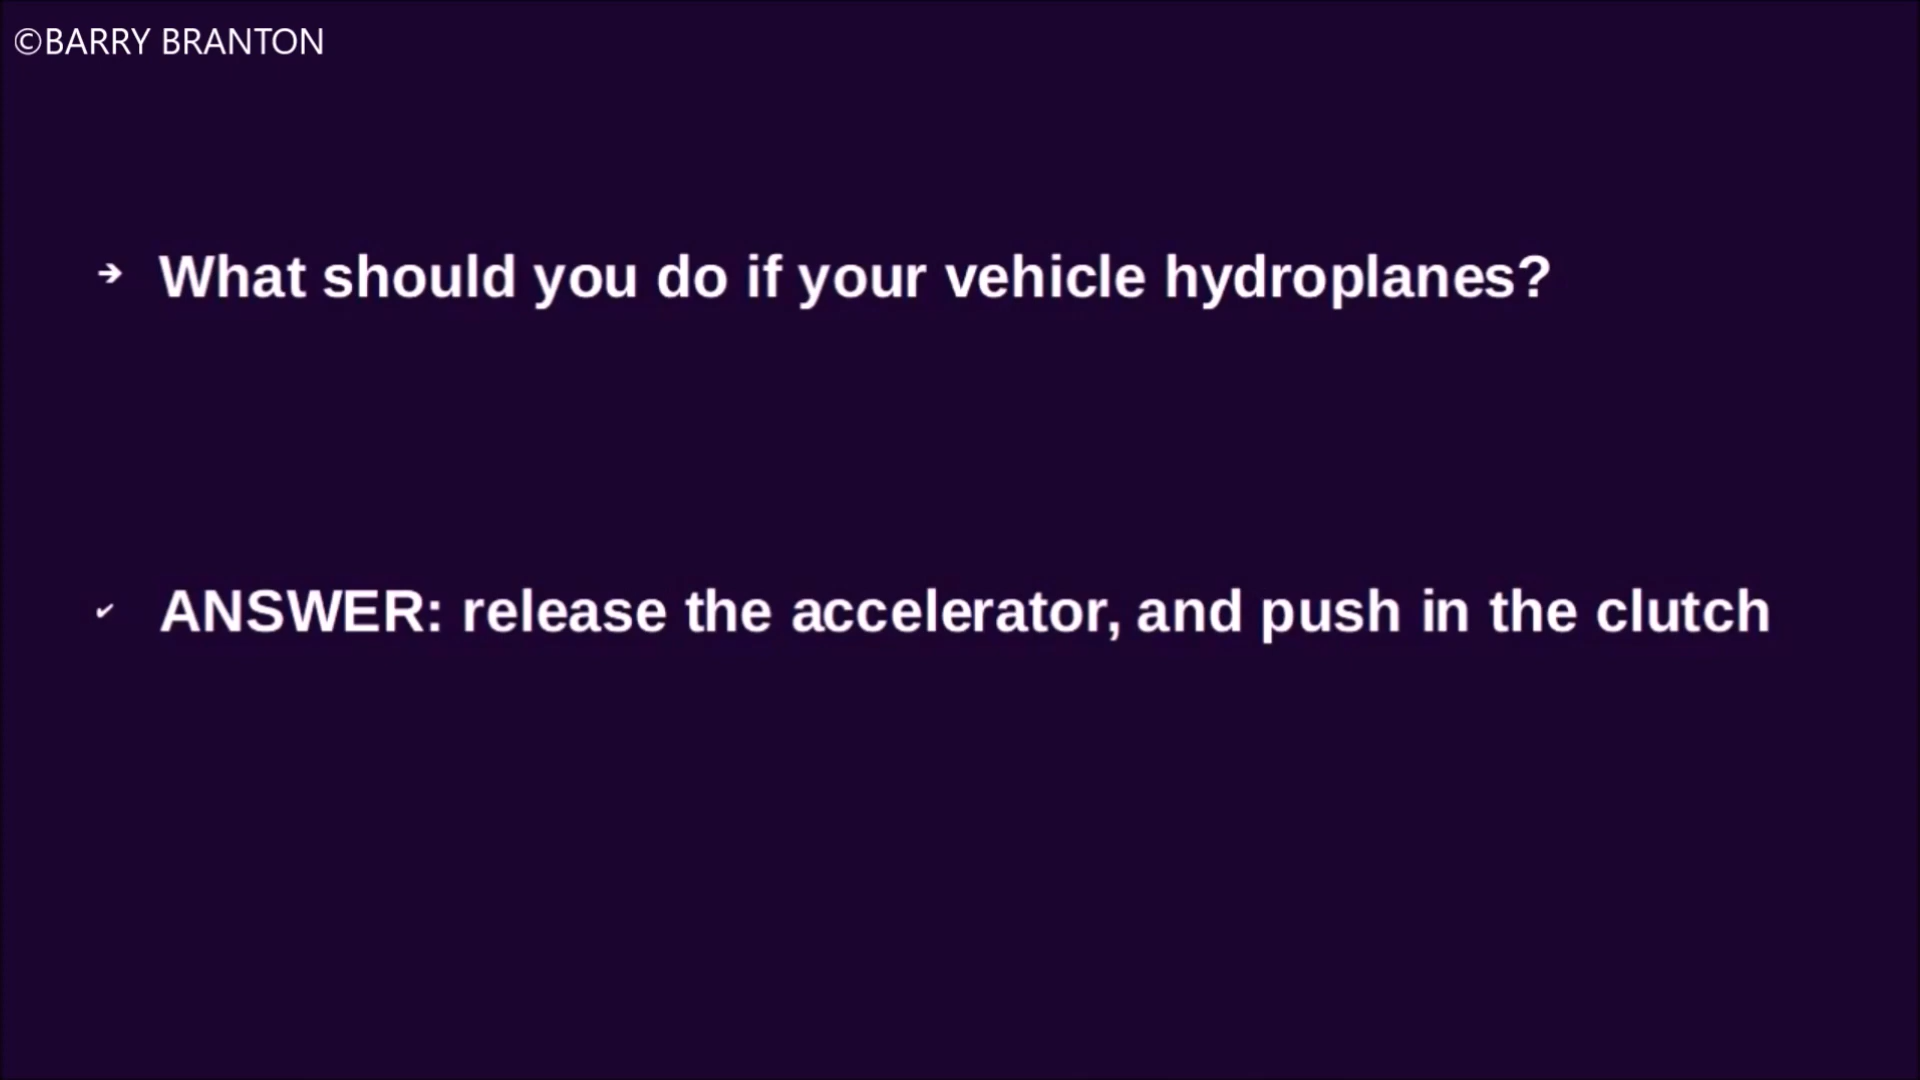 ©BARRY BRANTON
➔ What should you do if your vehicle hydroplanes?
✔ ANSWER: release the accelerator, and push in the clutch